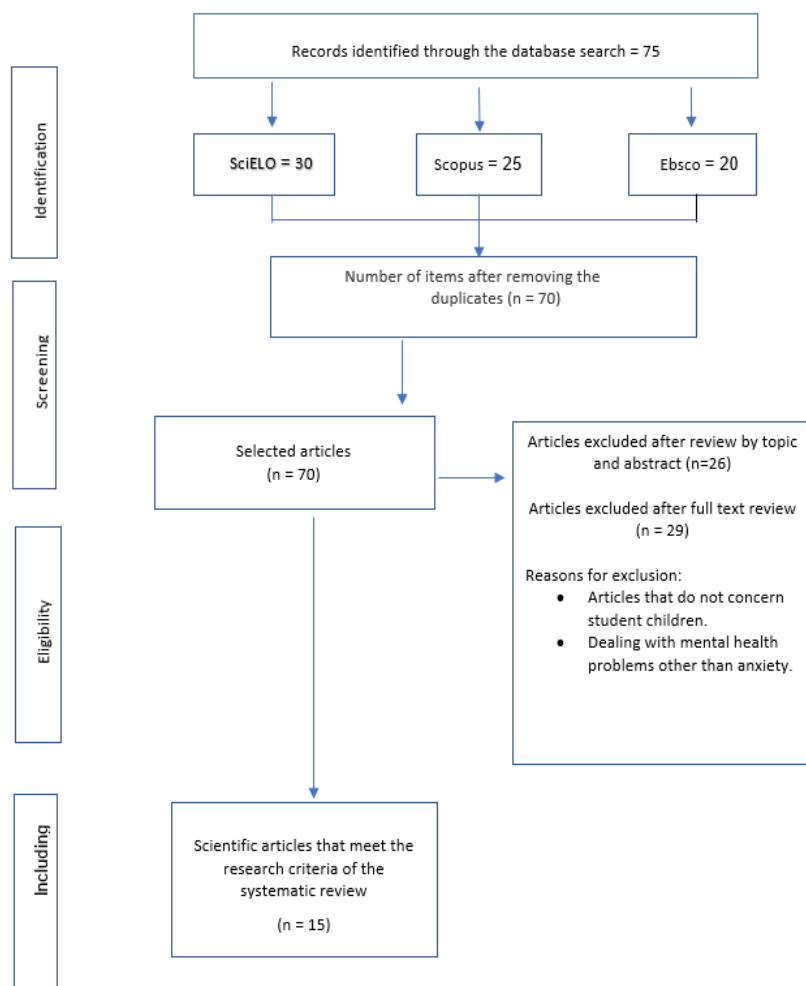 Records identified through the database search = 75
Identification
SciELO = 30
Scopus = 25
Ebsco = 20
Number of items after removing the
duplicates (n = 70)
Screening
Selected articles
(n = 70)
Articles excluded after review by topic
and abstract (n=26)
Articles excluded after full text review
(n = 29)
Reasons for exclusion:
• Articles that do not concern
student children.
• Dealing with mental health
problems other than anxiety.
Eligibility
Including
Scientific articles that meet the
research criteria of the
systematic review
(n = 15)